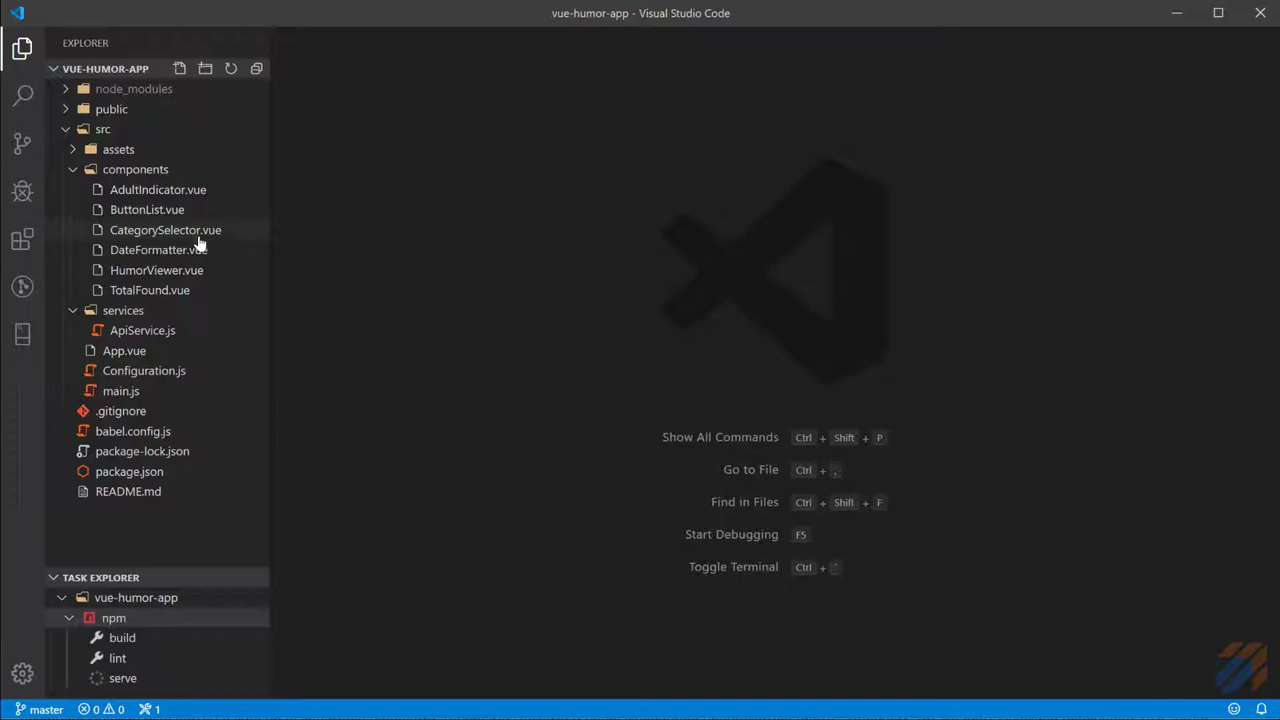 vue-humor-app - Visual Studio Code
EXPLORER
VUE-HUMOR-APP
node_modules
public
src
assets
components
AdultIndicator.vue
ButtonList.vue
CategorySelector.vue
DateFormatter.vue
HumorViewer.vue
TotalFound.vue
services
ApiService.js
App.vue
Configuration.js
main.js
.gitignore
babel.config.js
package-lock.json
package.json
README.md
Show All Commands Ctrl + Shift + P
Go to File Ctrl + ,
Find in Files Ctrl + Shift + F
Start Debugging F5
Toggle Terminal Ctrl + `
TASK EXPLORER
vue-humor-app
npm
build
lint
serve
master 0 0 1